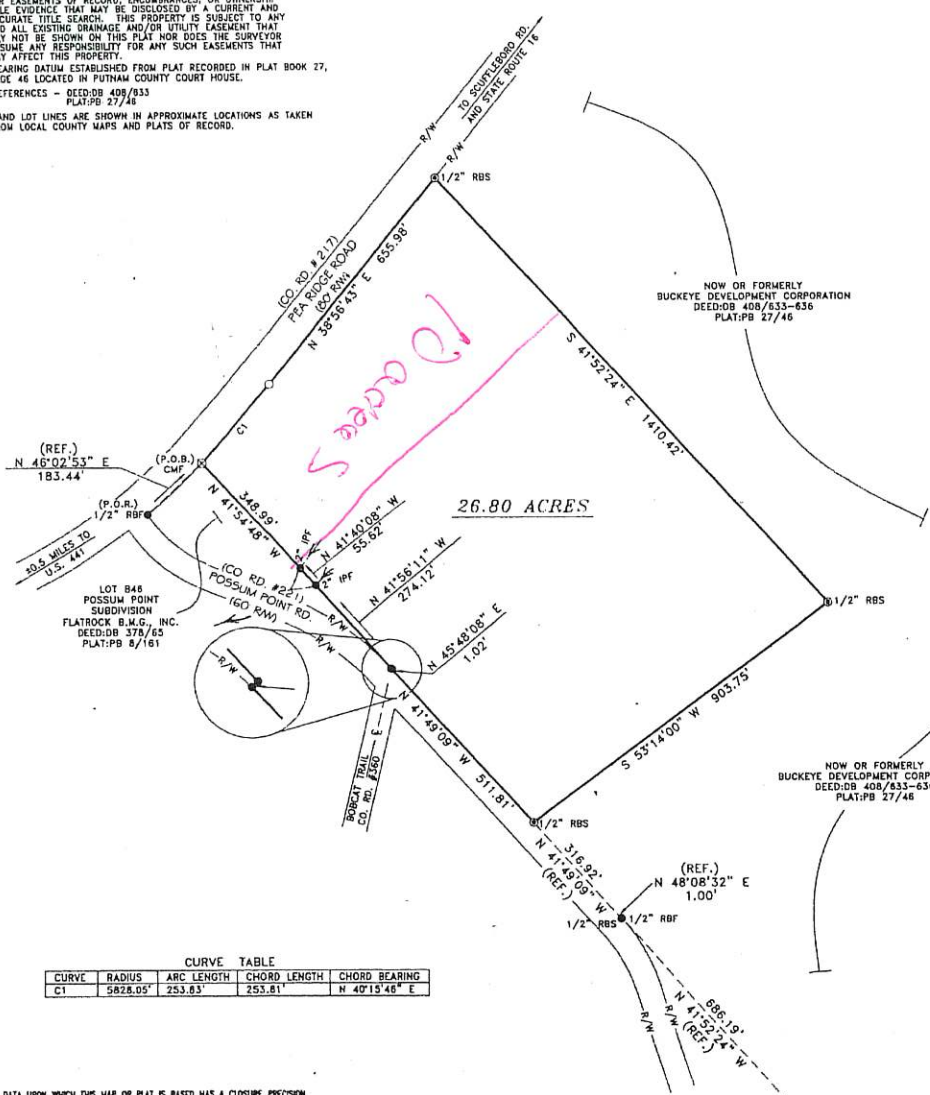 R EASEMENTS OF RECORD, ENCUMBRANCES, OR OWNERSHIP
LE EVIDENCE THAT MAY BE DISCLOSED BY A CURRENT AND
CURATE TITLE SEARCH. THIS PROPERTY IS SUBJECT TO ANY
D ALL EXISTING DRAINAGE AND/OR UTILITY EASEMENT THAT
Y NOT BE SHOWN ON THIS PLAT NOR DOES THE SURVEYOR
SUME ANY RESPONSIBILITY FOR ANY SUCH EASEMENTS THAT
Y AFFECT THIS PROPERTY.
EARING DATUM ESTABLISHED FROM PLAT RECORDED IN PLAT BOOK 27,
GE 46 LOCATED IN PUTNAM COUNTY COURT HOUSE.
EFERENCES - DEED:DB 408/633
PLAT:PB 27/46
AND LOT LINES ARE SHOWN IN APPROXIMATE LOCATIONS AS TAKEN
OM LOCAL COUNTY MAPS AND PLATS OF RECORD.
TO SCUFFLEBORO RD.
AND STATE ROUTE 16
R/W
R/W
1/2" RBS
(CO. RD. # 217)
PEA RIDGE ROAD
(80' R/W)
N 38°56'43" E 655.98'
10 acres
NOW OR FORMERLY
BUCKEYE DEVELOPMENT CORPORATION
DEED:DB 408/633-636
PLAT:PB 27/46
S 41°52'24" E 1410.42'
C1
(REF.)
N 46°02'53" E
183.44'
(P.O.B.)
CMF
(P.O.R.)
1/2" RBF
348.99'
N 41°54'48" W
26.80 ACRES
±0.5 MILES TO
U.S. 441
2" IPF
N 41°40'08" W
55.62'
2" IPF
N 41°56'11" W
274.12'
(CO RD. #221)
POSSUM POINT RD.
(60 R/W)
R/W
R/W
LOT B46
POSSUM POINT
SUBDIVISION
FLATROCK B.M.G., INC.
DEED:DB 378/65
PLAT:PB 8/161
1/2" RBS
N 45°48'08" E
1.02'
R/W
S 53°14'00" W 903.75'
N 41°49'09" W 511.81'
BOBCAT TRAIL
CO. RD. #360
NOW OR FORMERLY
BUCKEYE DEVELOPMENT CORP
DEED:DB 408/633-636
PLAT:PB 27/46
1/2" RBS
316.92'
N 41°49'09" W
(REF.)
(REF.)
N 48°08'32" E
1.00'
1/2" RBS
1/2" RBF
CURVE TABLE
CURVE RADIUS ARC LENGTH CHORD LENGTH CHORD BEARING
C1 5828.05' 253.83' 253.81' N 40°15'46" E
R/W
R/W
686.19'
N 41°52'24" W
(REF.)
DATA UPON WHICH THIS MAP OR PLAT IS BASED HAS A CLOSURE PRECISION